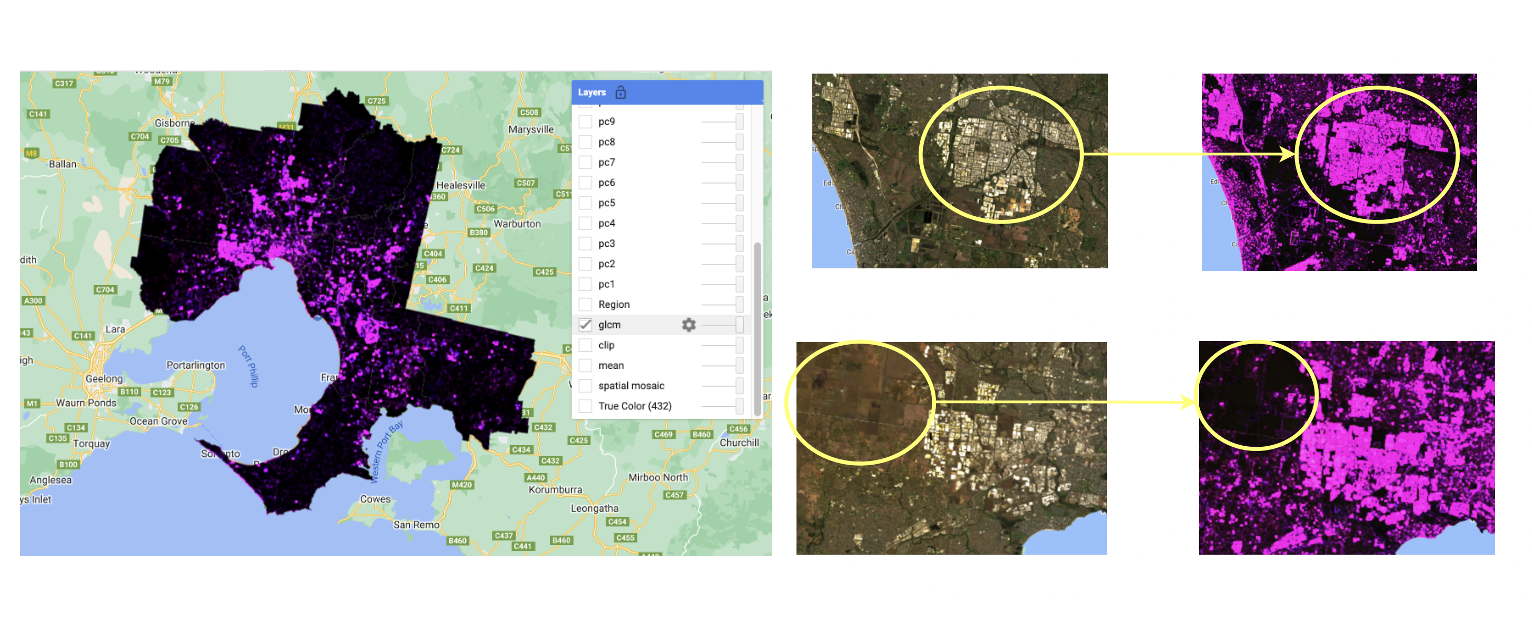 C317
M79
C725
C141
Gisborne
M31
C508
C704
C705
Marysville
M8
C724
Ballan
Healesville
C507
C360
C506
Warburton
B380
C404
C424
C425
C704
C406
A300
C411
Lara
C141
Portarlington
Port Phillip
Geelong
B110
C123
M1
Waurn Ponds
C126
C134
Ocean Grove
C135
Torquay
B100
Anglesea
ys Inlet
Western Port Bay
C432
C425
C469
B460
C456
Churchill
C434
C432
M420
A440
Mirboo North
Korumburra
C457
Cowes
Leongatha
San Remo
C454
C437
C455
B460
C441
B460
Layers
pc9
pc8
pc7
pc6
pc5
pc4
pc3
pc2
pc1
Region
glcm
clip
mean
spatial mosaic
True Color (432)